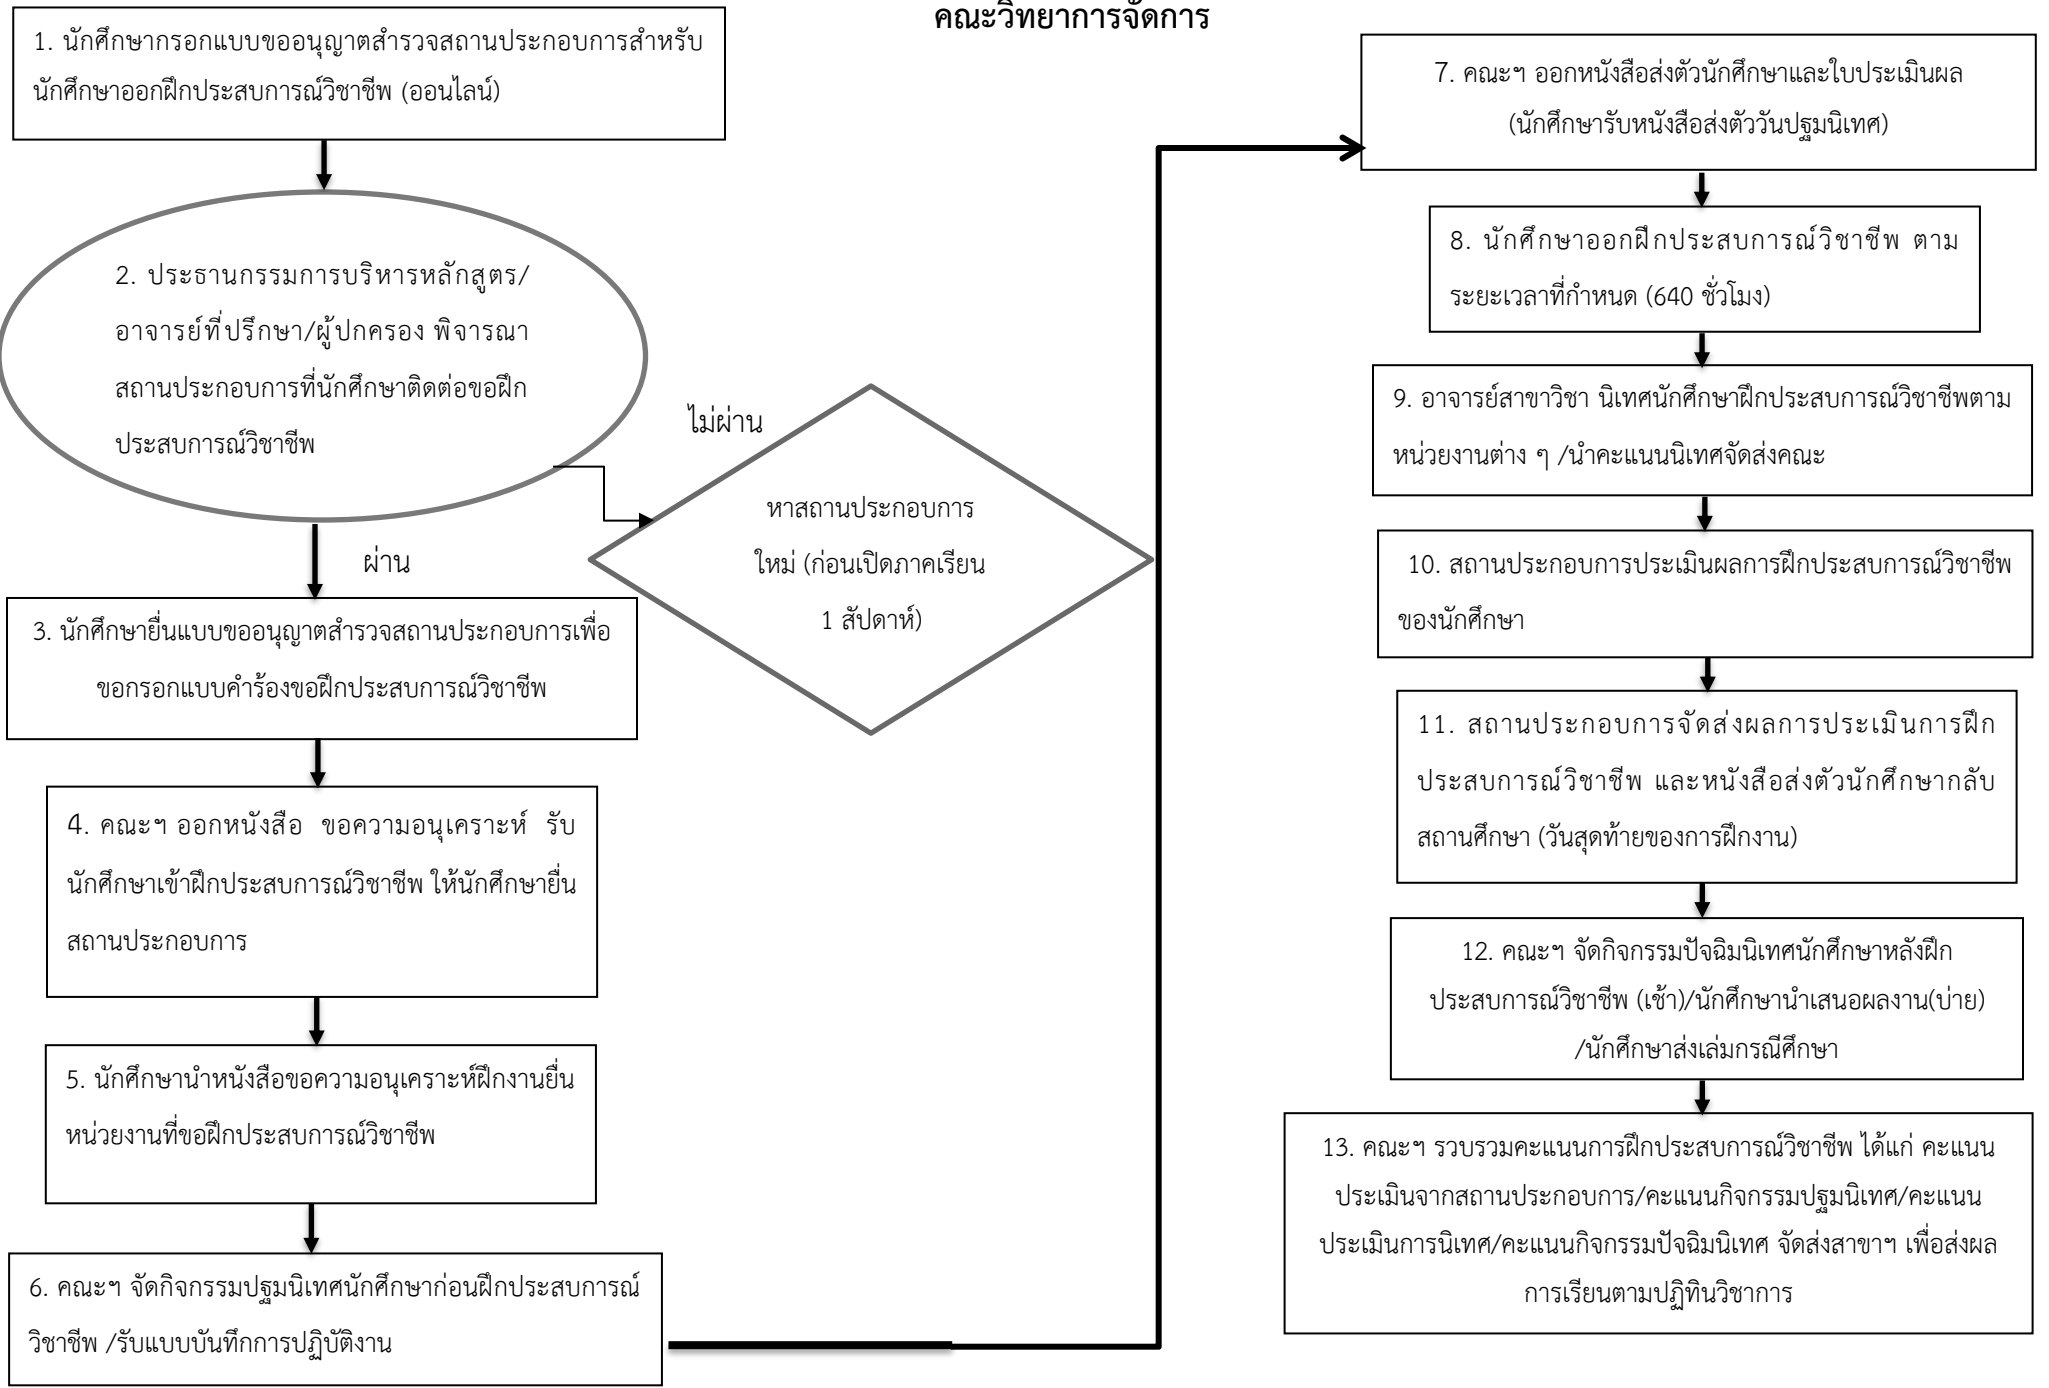 คณะวิทยาการจัดการ
1. นักศึกษากรอกแบบขออนุญาตสำรวจสถานประกอบการสำหรับ
นักศึกษาออกฝึกประสบการณ์วิชาชีพ (ออนไลน์)
2. ประธานกรรมการบริหารหลักสูตร/
อาจารย์ที่ปรึกษา/ผู้ปกครอง พิจารณา
สถานประกอบการที่นักศึกษาติดต่อขอฝึก
ประสบการณ์วิชาชีพ
ไม่ผ่าน
หาสถานประกอบการ
ใหม่ (ก่อนเปิดภาคเรียน
1 สัปดาห์)
ผ่าน
3. นักศึกษายื่นแบบขออนุญาตสำรวจสถานประกอบการเพื่อ
ขอกรอกแบบคำร้องขอฝึกประสบการณ์วิชาชีพ
4. คณะฯ ออกหนังสือ ขอความอนุเคราะห์ รับ
นักศึกษาเข้าฝึกประสบการณ์วิชาชีพ ให้นักศึกษายื่น
สถานประกอบการ
5. นักศึกษานำหนังสือขอความอนุเคราะห์ฝึกงานยื่น
หน่วยงานที่ขอฝึกประสบการณ์วิชาชีพ
6. คณะฯ จัดกิจกรรมปฐมนิเทศนักศึกษาก่อนฝึกประสบการณ์
วิชาชีพ /รับแบบบันทึกการปฏิบัติงาน
7. คณะฯ ออกหนังสือส่งตัวนักศึกษาและใบประเมินผล
(นักศึกษารับหนังสือส่งตัววันปฐมนิเทศ)
8. นักศึกษาออกฝึกประสบการณ์วิชาชีพ ตาม
ระยะเวลาที่กำหนด (640 ชั่วโมง)
9. อาจารย์สาขาวิชา นิเทศนักศึกษาฝึกประสบการณ์วิชาชีพตาม
หน่วยงานต่าง ๆ /นำคะแนนนิเทศจัดส่งคณะ
10. สถานประกอบการประเมินผลการฝึกประสบการณ์วิชาชีพ
ของนักศึกษา
11. สถานประกอบการจัดส่งผลการประเมินการฝึก
ประสบการณ์วิชาชีพ และหนังสือส่งตัวนักศึกษากลับ
สถานศึกษา (วันสุดท้ายของการฝึกงาน)
12. คณะฯ จัดกิจกรรมปัจฉิมนิเทศนักศึกษาหลังฝึก
ประสบการณ์วิชาชีพ (เช้า)/นักศึกษานำเสนอผลงาน(บ่าย)
/นักศึกษาส่งเล่มกรณีศึกษา
13. คณะฯ รวบรวมคะแนนการฝึกประสบการณ์วิชาชีพ ได้แก่ คะแนน
ประเมินจากสถานประกอบการ/คะแนนกิจกรรมปฐมนิเทศ/คะแนน
ประเมินการนิเทศ/คะแนนกิจกรรมปัจฉิมนิเทศ จัดส่งสาขาฯ เพื่อส่งผล
การเรียนตามปฏิทินวิชาการ